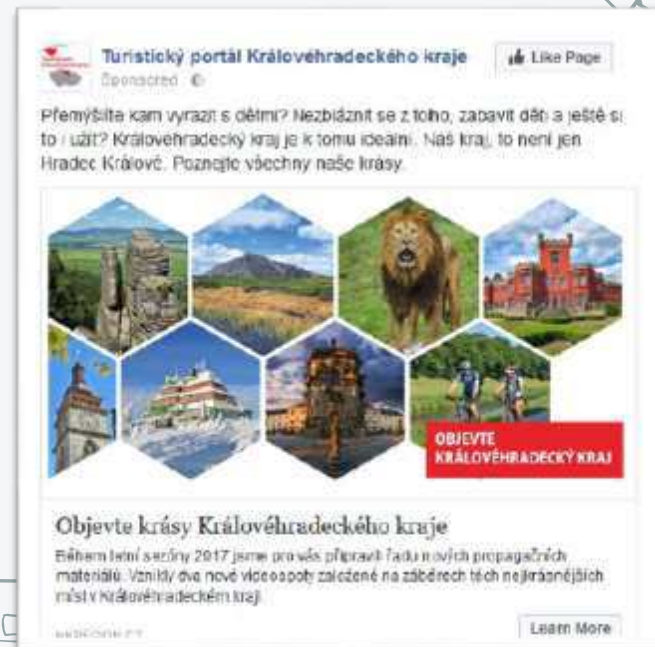 Turistický portál Královéhradeckého kraje
Like Page
Sponsored
Přemýšlíte kam vyrazit s dětmi? Nezbláznit se z toho, zabavit děti a ještě si
to i užít? Královéhradecký kraj je k tomu ideální. Náš kraj, to není jen
Hradec Králové. Poznejte všechny naše krásy.
OBJEVTE
KRÁLOVÉHRADECKÝ KRAJ
Objevte krásy Královéhradeckého kraje
Během letní sezóny 2017 jsme pro vás připravili řadu nových propagačních
materiálů. Vznikly dva nové videospoty založené na záběrech těch nejkrásnějších
míst v Královéhradeckém kraji
Learn More